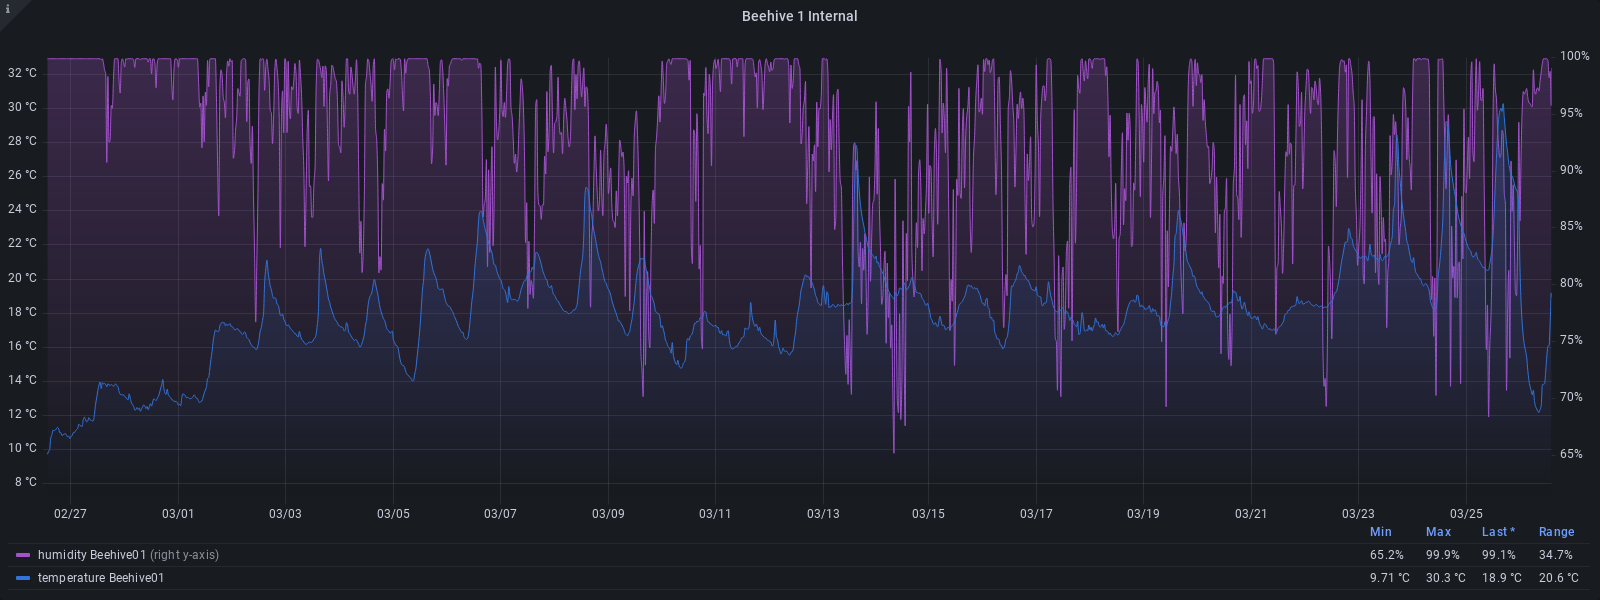 i
Beehive 1 Internal
32 °C
30 °C
28 °C
26 °C
24 °C
22 °C
20 °C
18 °C
16 °C
14 °C
12 °C
10 °C
8 °C
100%
95%
90%
85%
80%
75%
70%
65%
02/27 03/01 03/03 03/05 03/07 03/09 03/11 03/13 03/15 03/17 03/19 03/21 03/23 03/25
Min Max Last * Range
humidity Beehive01 (right y-axis) 65.2% 99.9% 99.1% 34.7%
temperature Beehive01 9.71 °C 30.3 °C 18.9 °C 20.6 °C